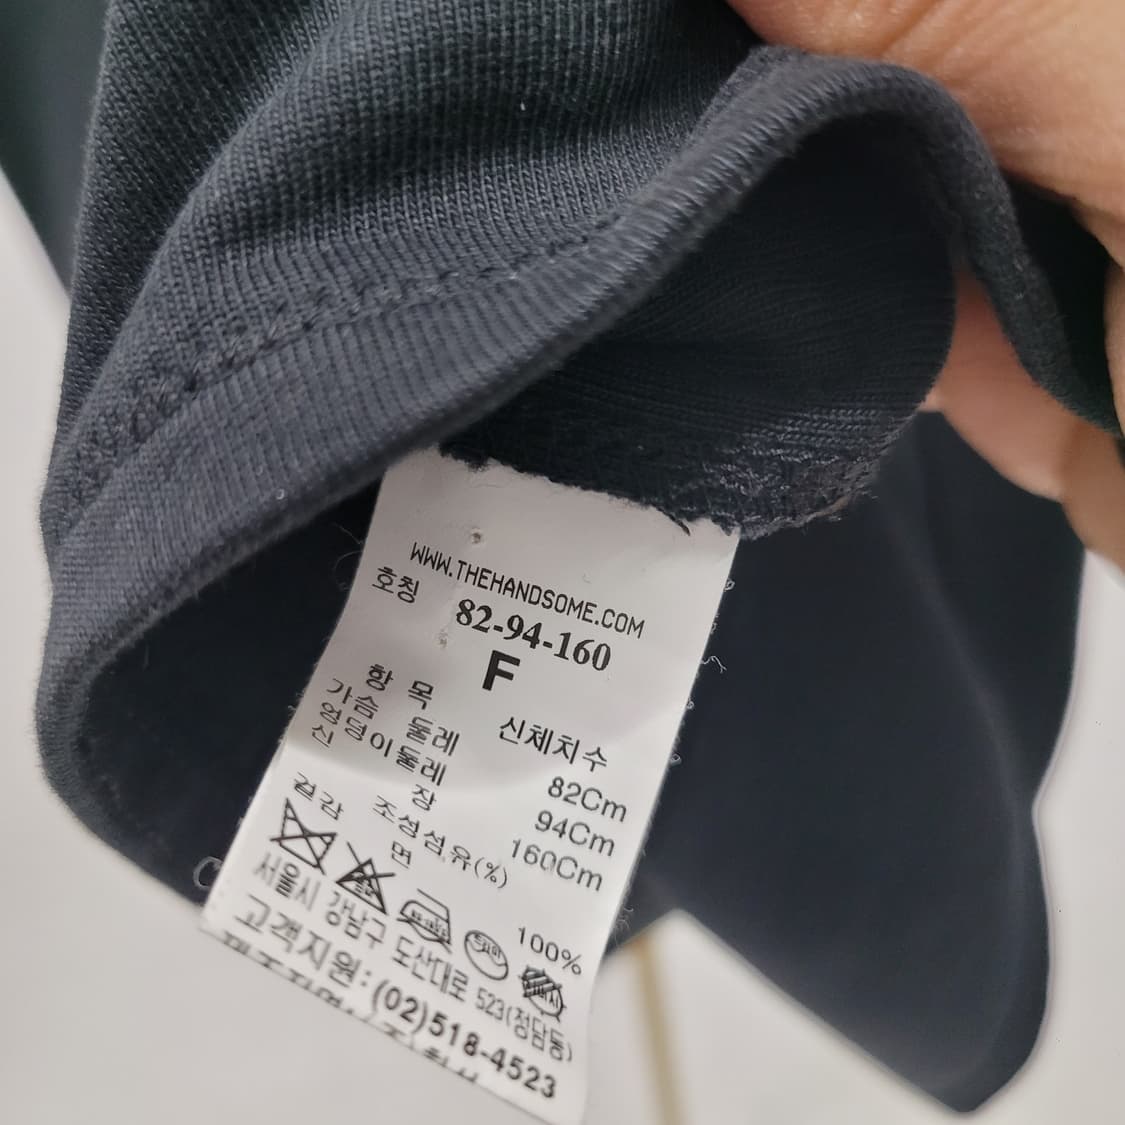 WWW.THEHANDSOME.COM
호칭 82-94-160
F
항 목 신체치수
가슴 둘레 82Cm
엉덩이둘레 94Cm
신 장 160Cm
겉감 조성섬유(%)
면 100%
서울시 강남구 도산대로 523(청담동)
고객지원:(02)518-4523